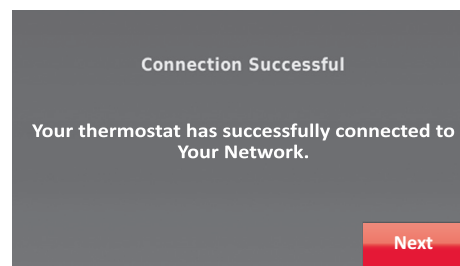 Connection Successful
Your thermostat has successfully connected to
Your Network.
Next